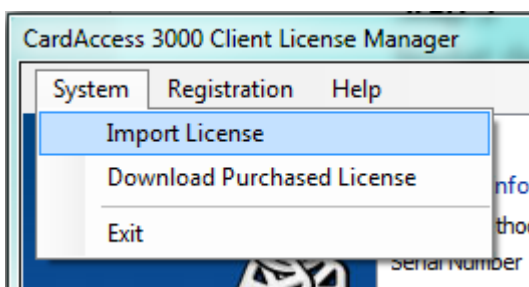 CardAccess 3000 Client License Manager
System Registration Help
Import License
Download Purchased License
Exit
Serial Number